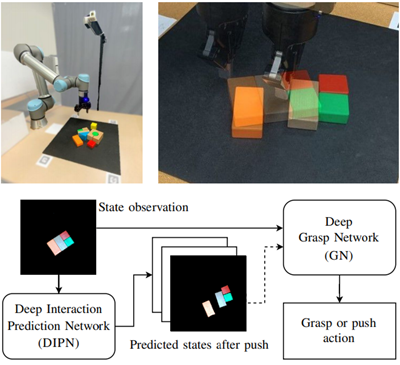 State observation
Deep
Grasp Network
(GN)
Deep Interaction
Prediction Network
(DIPN)
Predicted states after push
Grasp or push
action